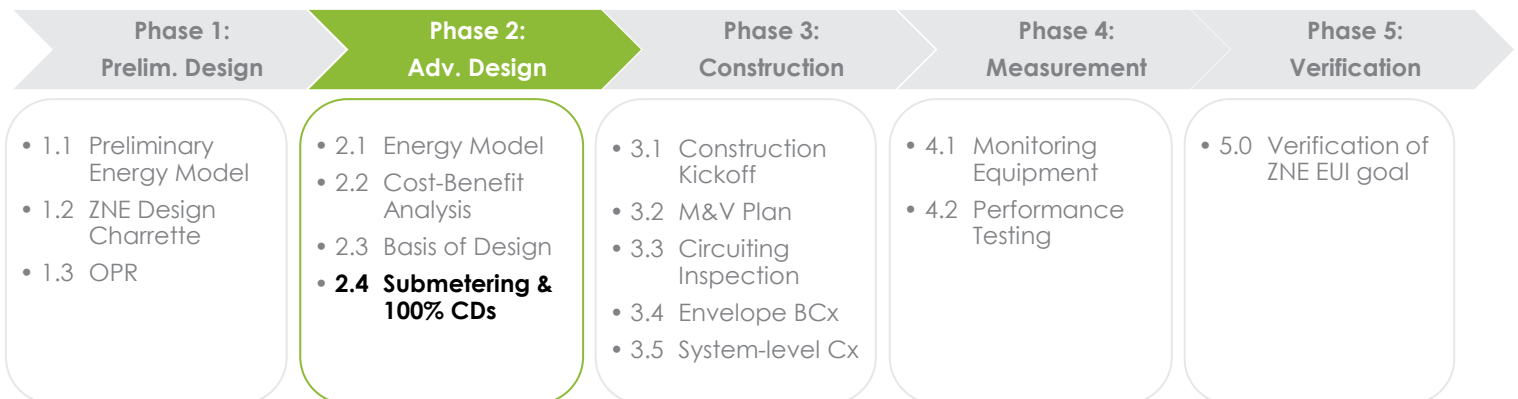 Phase 1:
Prelim. Design
Phase 2:
Adv. Design
Phase 3:
Construction
Phase 4:
Measurement
Phase 5:
Verification
• 1.1 Preliminary
Energy Model
• 1.2 ZNE Design
Charrette
• 1.3 OPR
• 2.1 Energy Model
• 2.2 Cost-Benefit
Analysis
• 2.3 Basis of Design
• 2.4 Submetering &
100% CDs
• 3.1 Construction
Kickoff
• 3.2 M&V Plan
• 3.3 Circuiting
Inspection
• 3.4 Envelope BCx
• 3.5 System-level Cx
• 4.1 Monitoring
Equipment
• 4.2 Performance
Testing
• 5.0 Verification of
ZNE EUI goal